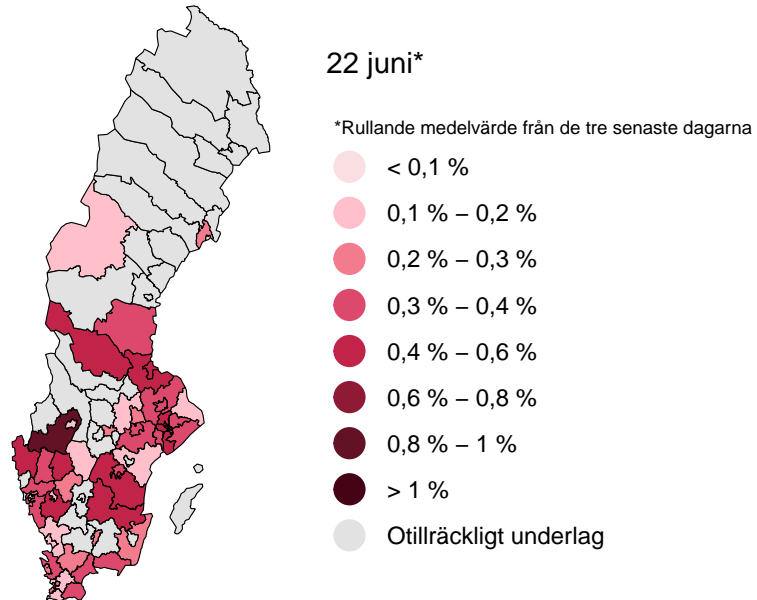 22 juni*
*Rullande medelvärde från de tre senaste dagarna
< 0,1 %
0,1 % – 0,2 %
0,2 % – 0,3 %
0,3 % – 0,4 %
0,4 % – 0,6 %
0,6 % – 0,8 %
0,8 % – 1 %
> 1 %
Otillräckligt underlag